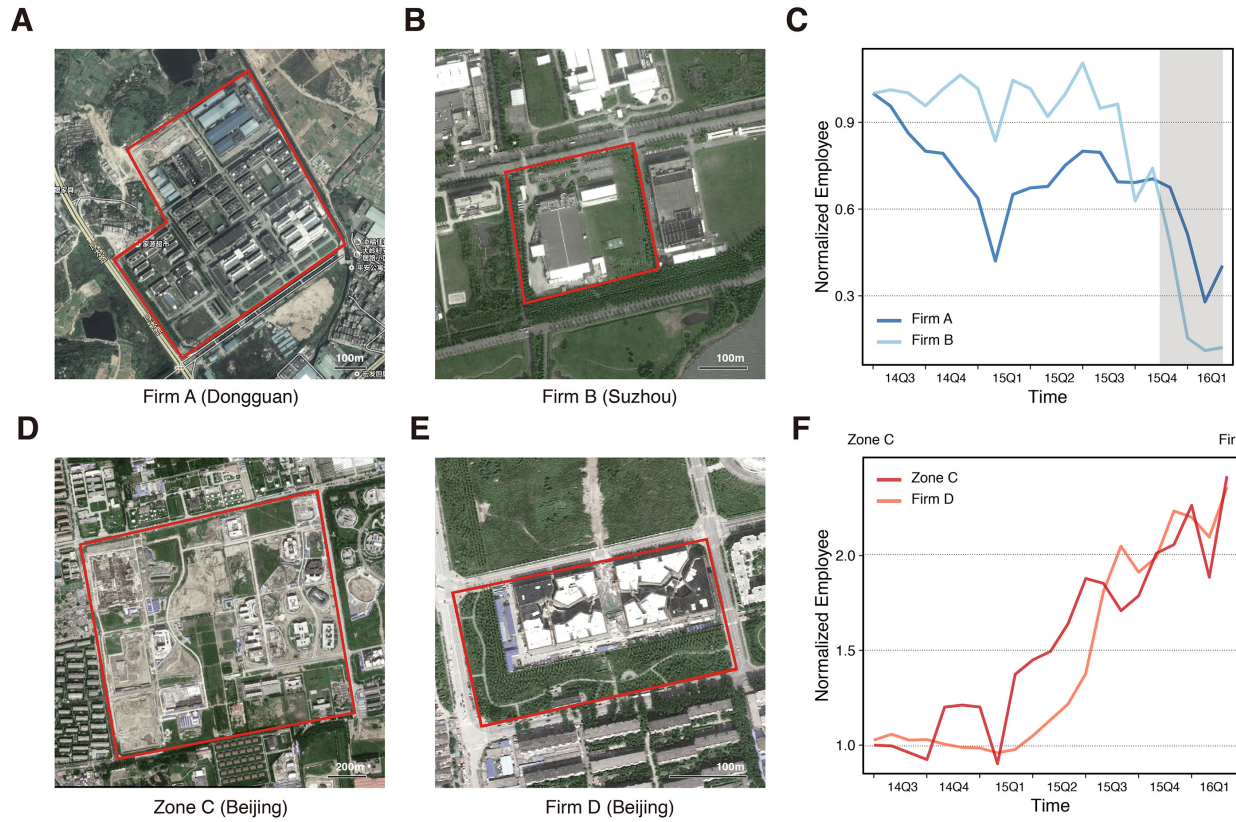 A
B
C
100m
Firm A (Dongguan)
100m
Firm B (Suzhou)
Normalized Employee
0.9
0.6
0.3
Firm A
Firm B
14Q3 14Q4 15Q1 15Q2 15Q3 15Q4 16Q1
Time
D
E
F
200m
Zone C (Beijing)
100m
Firm D (Beijing)
Zone C
Fir
Normalized Employee
2.0
1.5
1.0
Zone C
Firm D
14Q3 14Q4 15Q1 15Q2 15Q3 15Q4 16Q1
Time